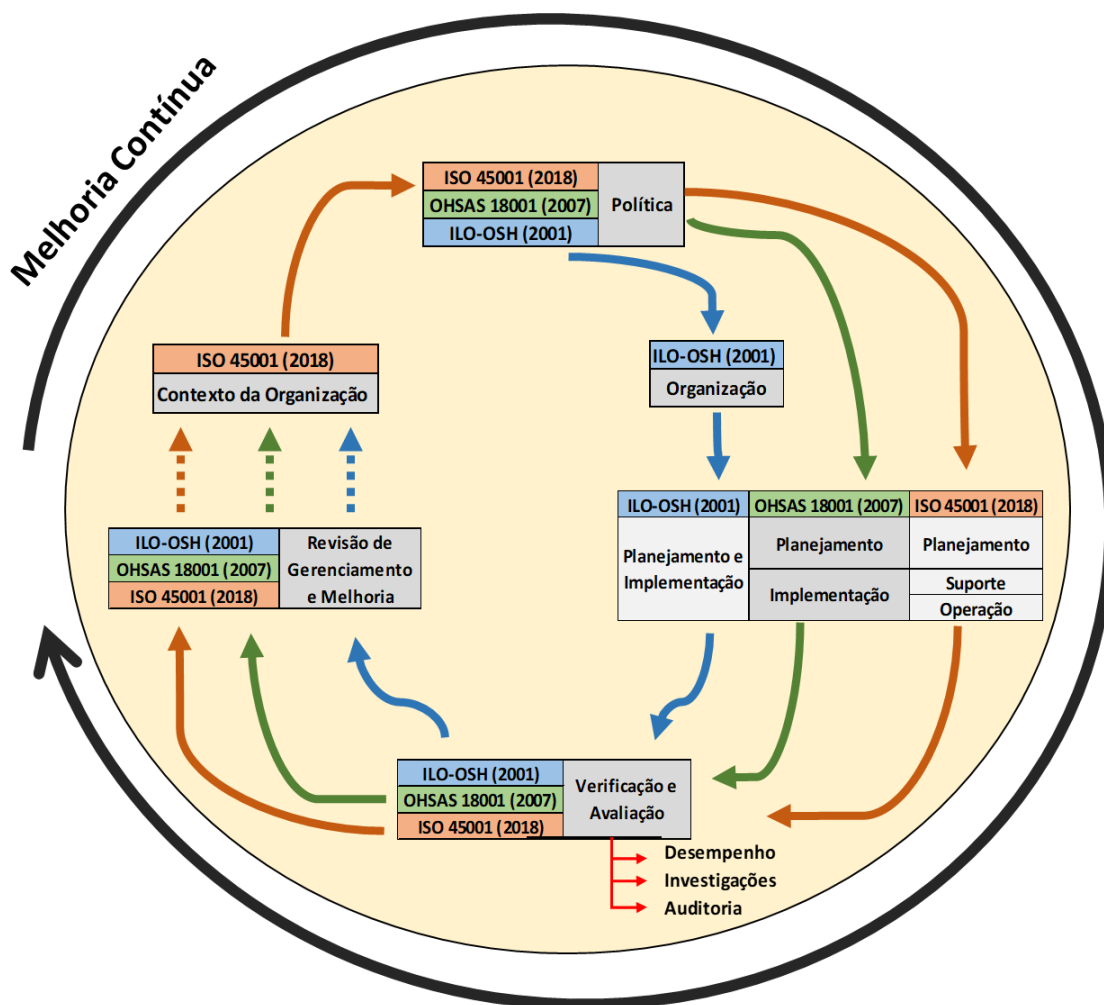 Melhoria Contínua
ISO 45001 (2018)
OHSAS 18001 (2007)
ILO-OSH (2001)
Política
ILO-OSH (2001)
Organização
ISO 45001 (2018)
Contexto da Organização
ILO-OSH (2001)
Planejamento e
Implementação
OHSAS 18001 (2007)
Planejamento
Implementação
ISO 45001 (2018)
Planejamento
Suporte
Operação
ILO-OSH (2001)
OHSAS 18001 (2007)
ISO 45001 (2018)
Revisão de
Gerenciamento
e Melhoria
ILO-OSH (2001)
OHSAS 18001 (2007)
ISO 45001 (2018)
Verificação e
Avaliação
Desempenho
Investigações
Auditoria